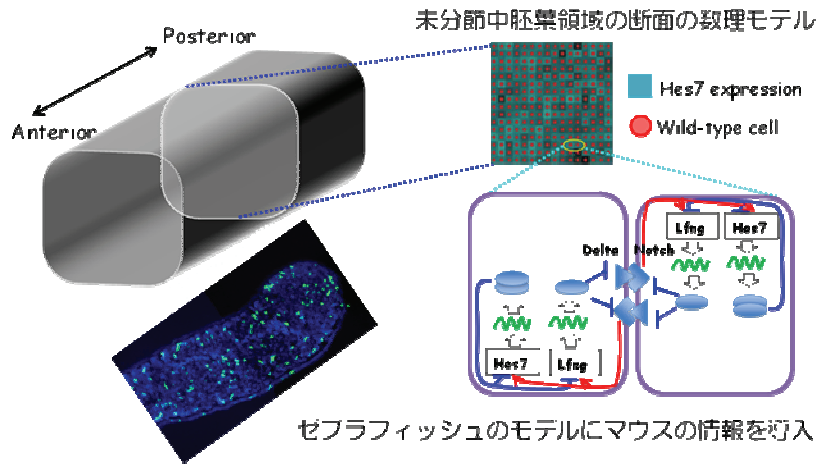 未分節中胚葉領域の断面の数理モデル
Posterior
Anterior
Hes7 expression
Wild-type cell
Lfng Hes7
Delta Notch
Hes7 Lfng
ゼブラフィッシュのモデルにマウスの情報を導入